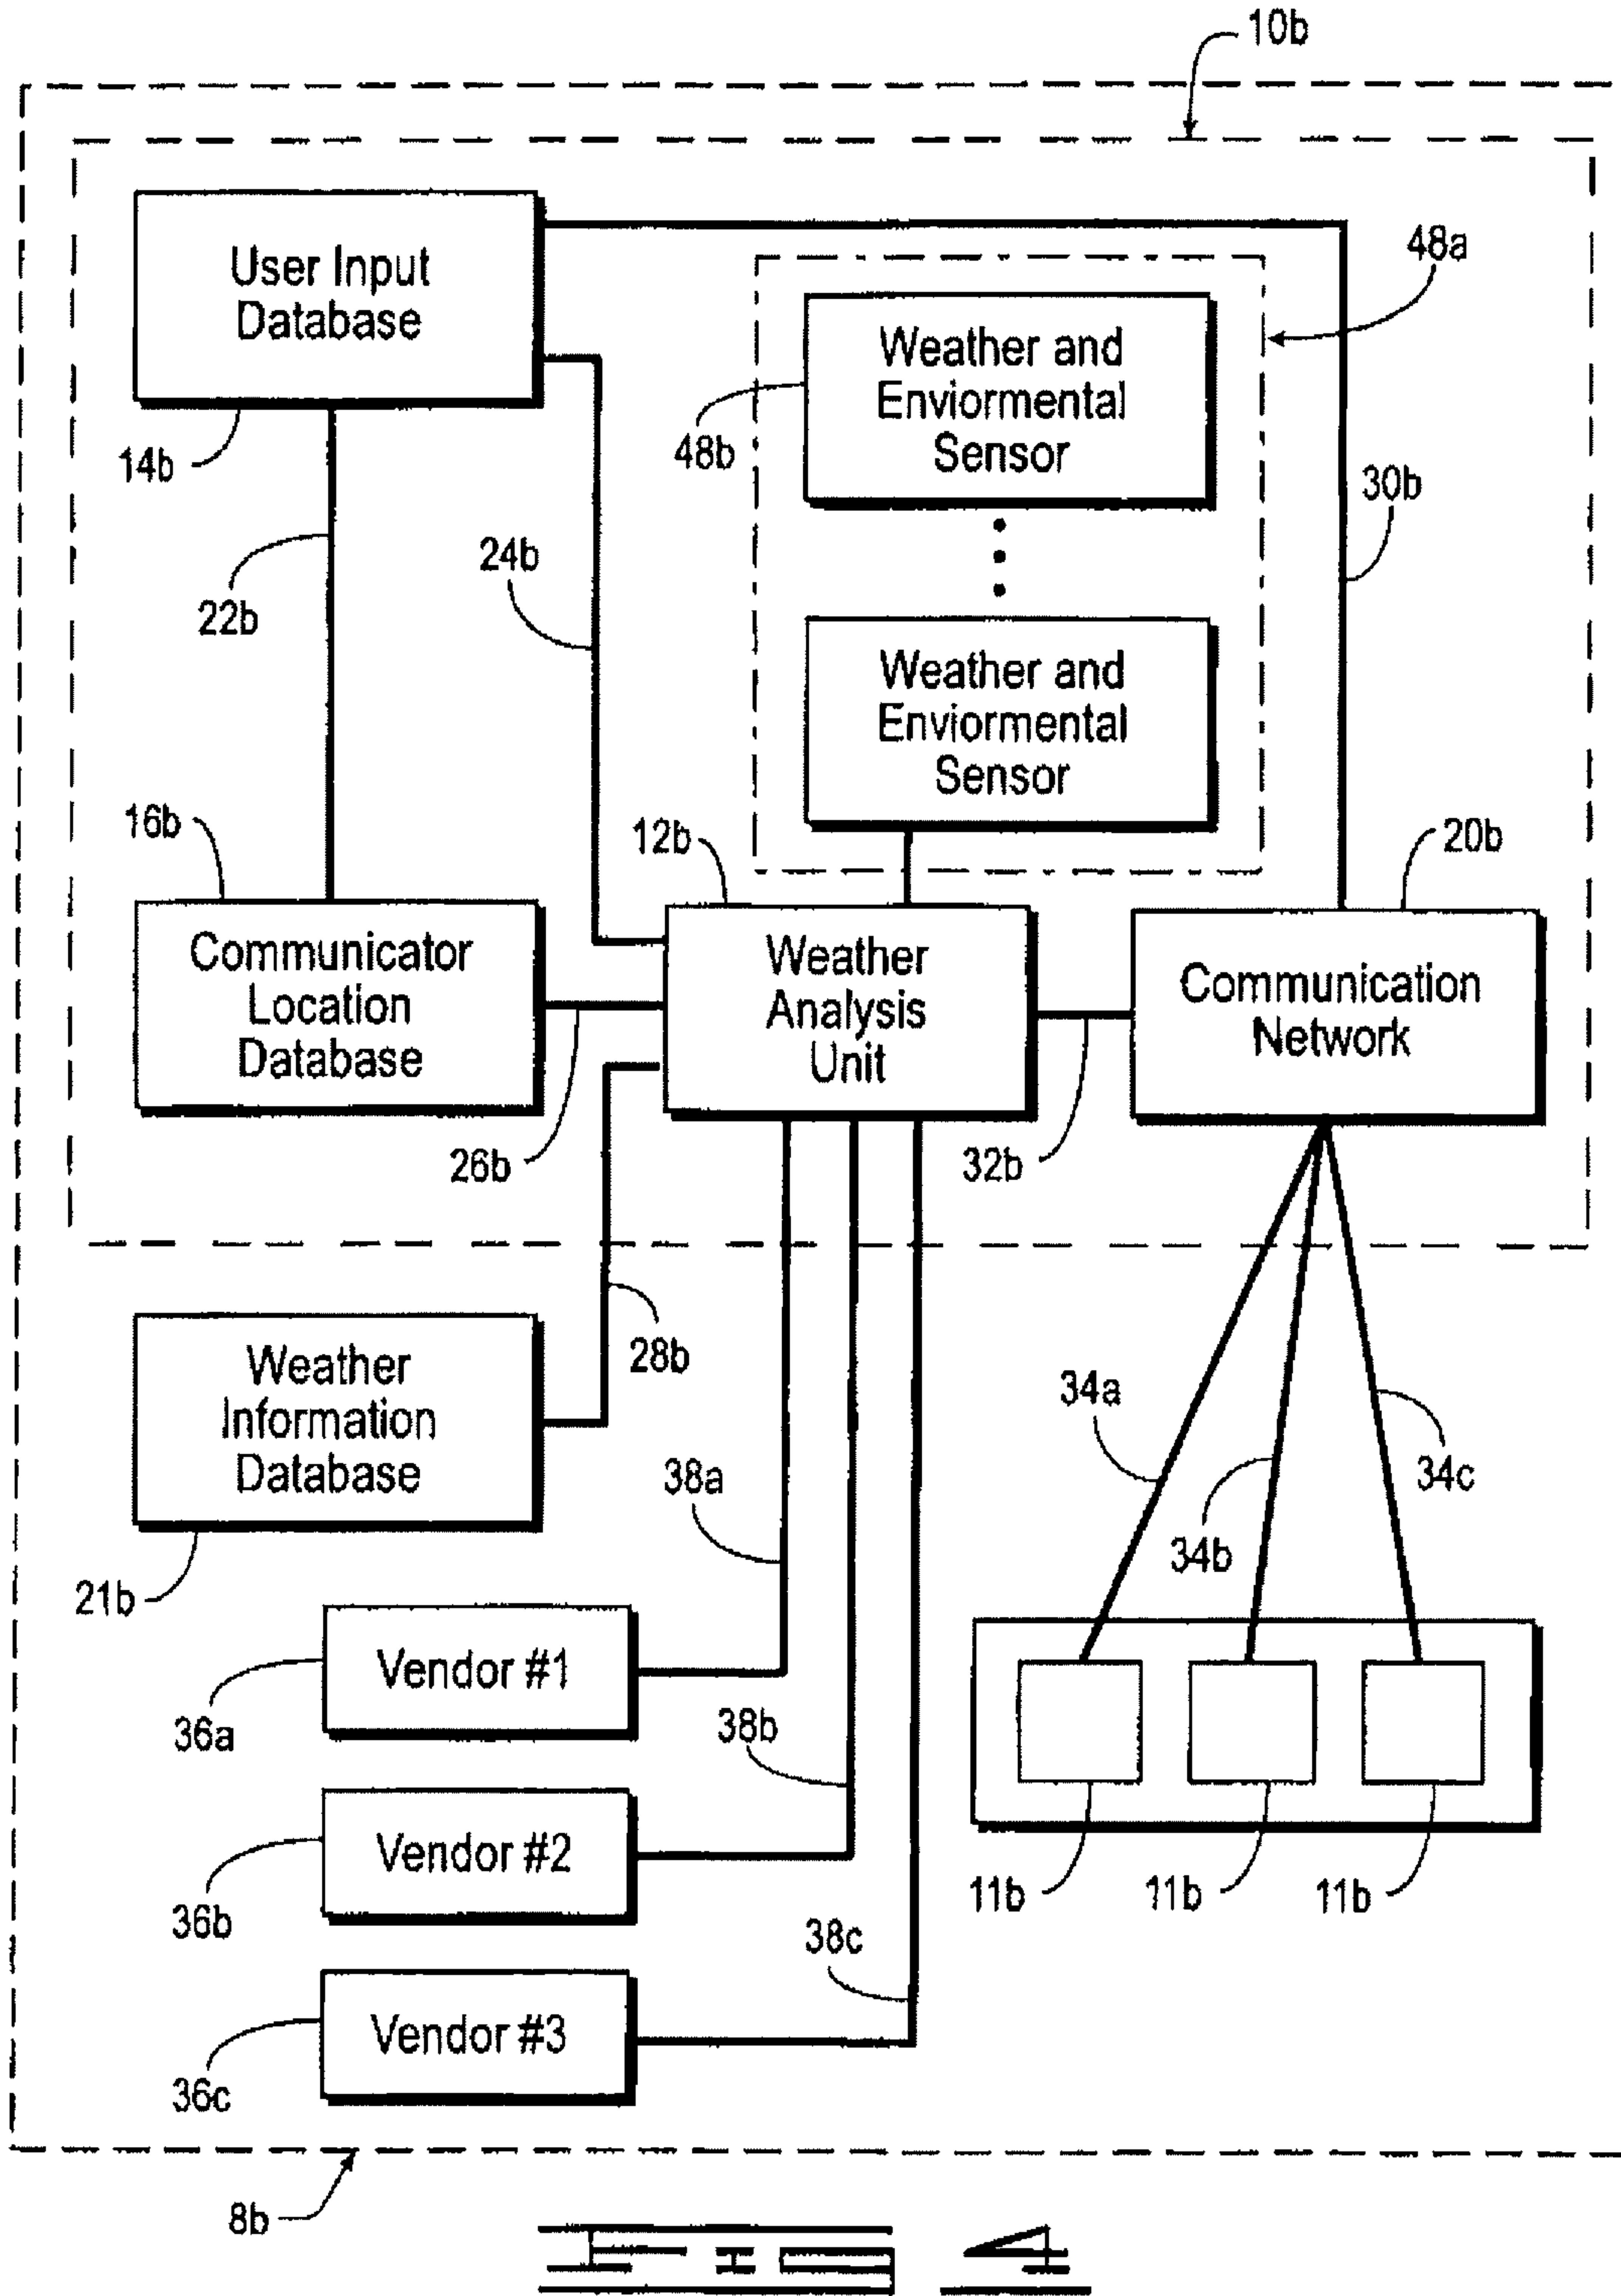 10b
User Input
Database
48a
Weather and
Enviormental
Sensor
48b
14b
30b
24b
22b
Weather and
Enviormental
Sensor
16b
12b
20b
Communicator
Location
Database
Weather
Analysis
Unit
Communication
Network
26b
32b
28b
Weather
Information
Database
34a
34c
38a
34b
21b
Vendor #1
36a
38b
Vendor #2
11b
11b
11b
36b
38c
Vendor #3
36c
8b
FIG 4